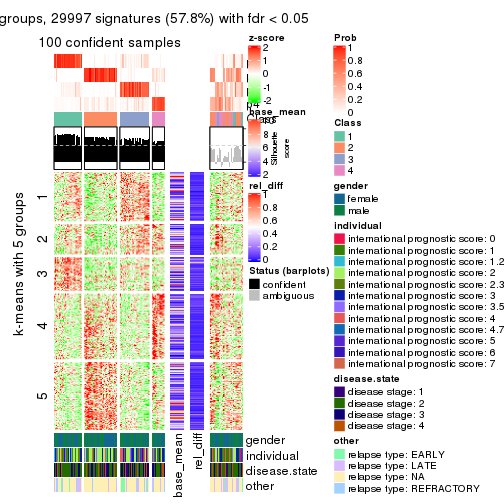 groups, 29997 signatures (57.8%) with fdr < 0.05
100 confident samples
Class
Silhouette
score
k-means with 5 groups
1
2
3
4
5
base_mean
rel_diff
gender
individual
disease.state
other
z-score
2
1
0
-1
-2
base_mean
8
6
4
2
rel_diff
1
0.8
0.6
0.4
0.2
0
Status (barplots)
confident
ambiguous
Prob
1
0.8
0.6
0.4
0.2
0
Class
1
2
3
4
gender
female
male
individual
international prognostic score: 0
international prognostic score: 1
international prognostic score: 1.2
international prognostic score: 2
international prognostic score: 2.3
international prognostic score: 3
international prognostic score: 3.5
international prognostic score: 4
international prognostic score: 4.7
international prognostic score: 5
international prognostic score: 6
international prognostic score: 7
disease.state
disease stage: 1
disease stage: 2
disease stage: 3
disease stage: 4
other
relapse type: EARLY
relapse type: LATE
relapse type: NA
relapse type: REFRACTORY